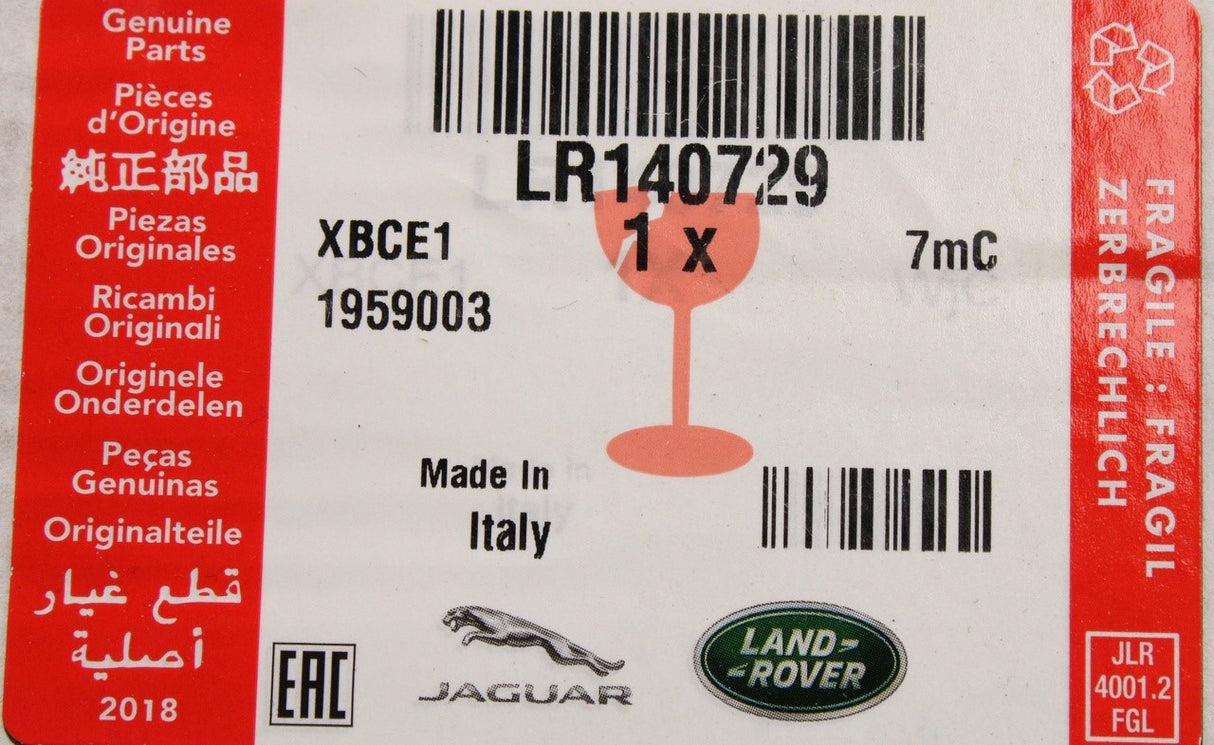 Genuine
Parts
Pièces
d'Origine
純正部品
Piezas
Originales
Ricambi
Originali
Originele
Onderdelen
Peças
Genuinas
Originalteile
قطع غيار
أصلية
2018
LR140729
XBCE1
1 x
7mC
1959003
Made In
Italy
EAC
JAGUAR
LAND
ROVER
FRAGILE : FRAGIL
ZERBRECHLICH
JLR
4001.2
FGL